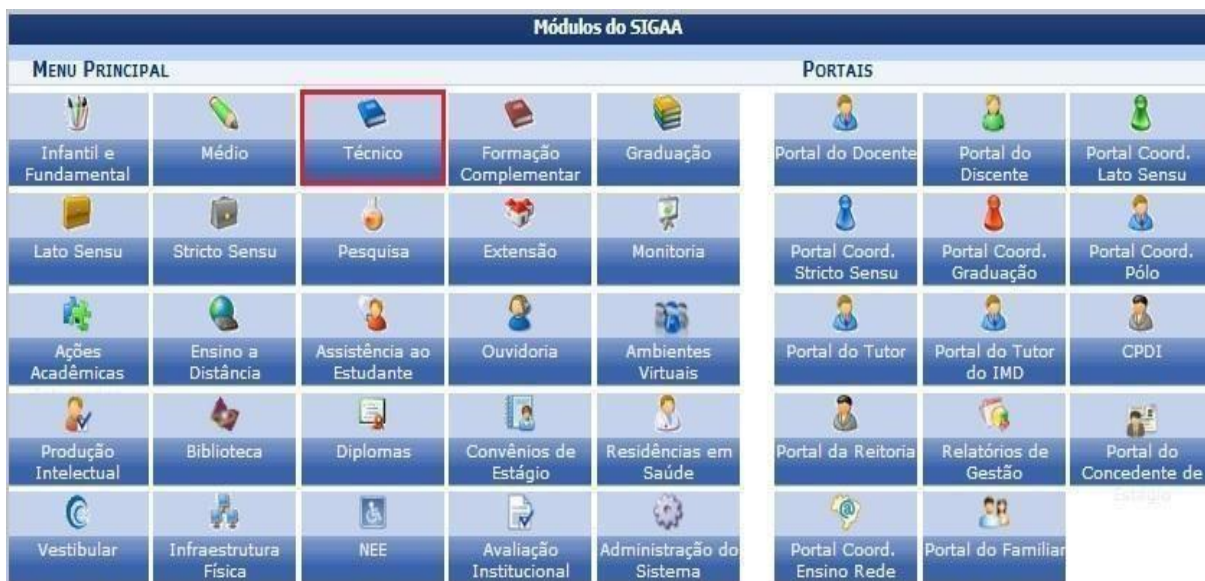 Módulos do SIGAA
MENU PRINCIPAL
PORTAIS
Infantil e
Fundamental
Médio
Técnico
Formação
Complementar
Graduação
Portal do Docente
Portal do
Discente
Portal Coord.
Lato Sensu
Lato Sensu
Stricto Sensu
Pesquisa
Extensão
Monitoria
Portal Coord.
Stricto Sensu
Portal Coord.
Graduação
Portal Coord.
Pólo
Ações
Acadêmicas
Ensino a
Distância
Assistência ao
Estudante
Ouvidoria
Ambientes
Virtuais
Portal do Tutor
Portal do Tutor
do IMD
CPDI
Produção
Intelectual
Biblioteca
Diplomas
Convênios de
Estágio
Residências em
Saúde
Portal da Reitoria
Relatórios de
Gestão
Portal do
Concedente de
Estágio
Vestibular
Infraestrutura
Física
NEE
Avaliação
Institucional
Administração do
Sistema
Portal Coord.
Ensino Rede
Portal do Familiar